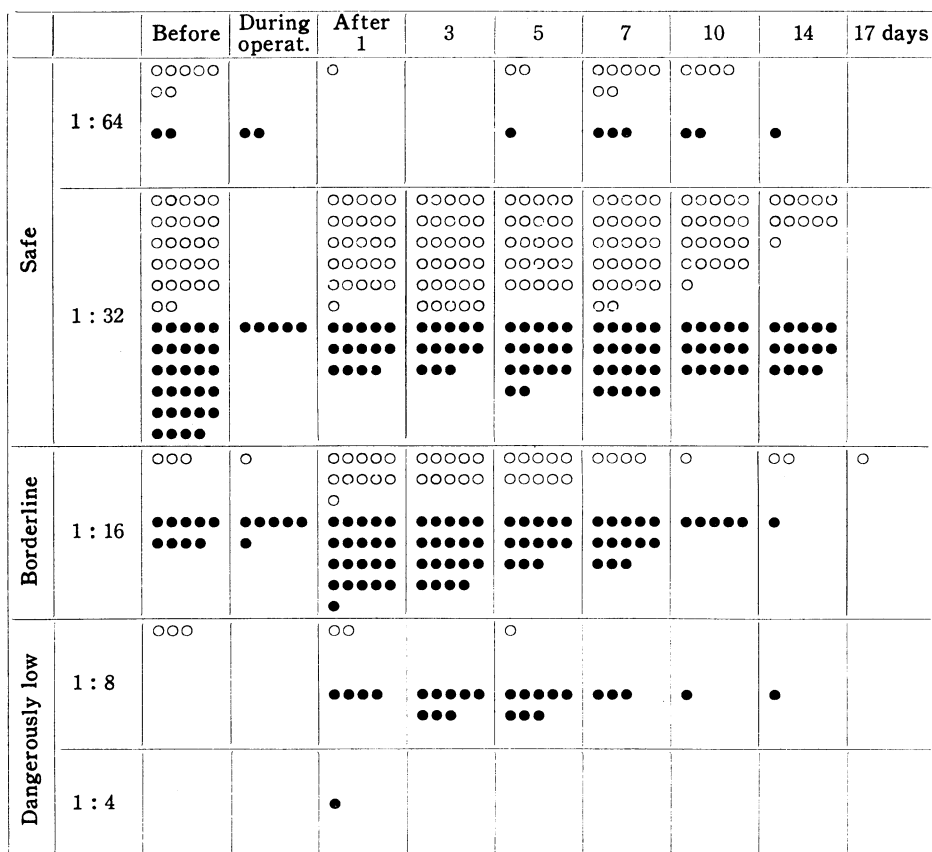 Before During operat. After 1 3 5 7 10 14 17 days
Safe
1 : 64
1 : 32
Borderline
1 : 16
Dangerously low
1 : 8
1 : 4